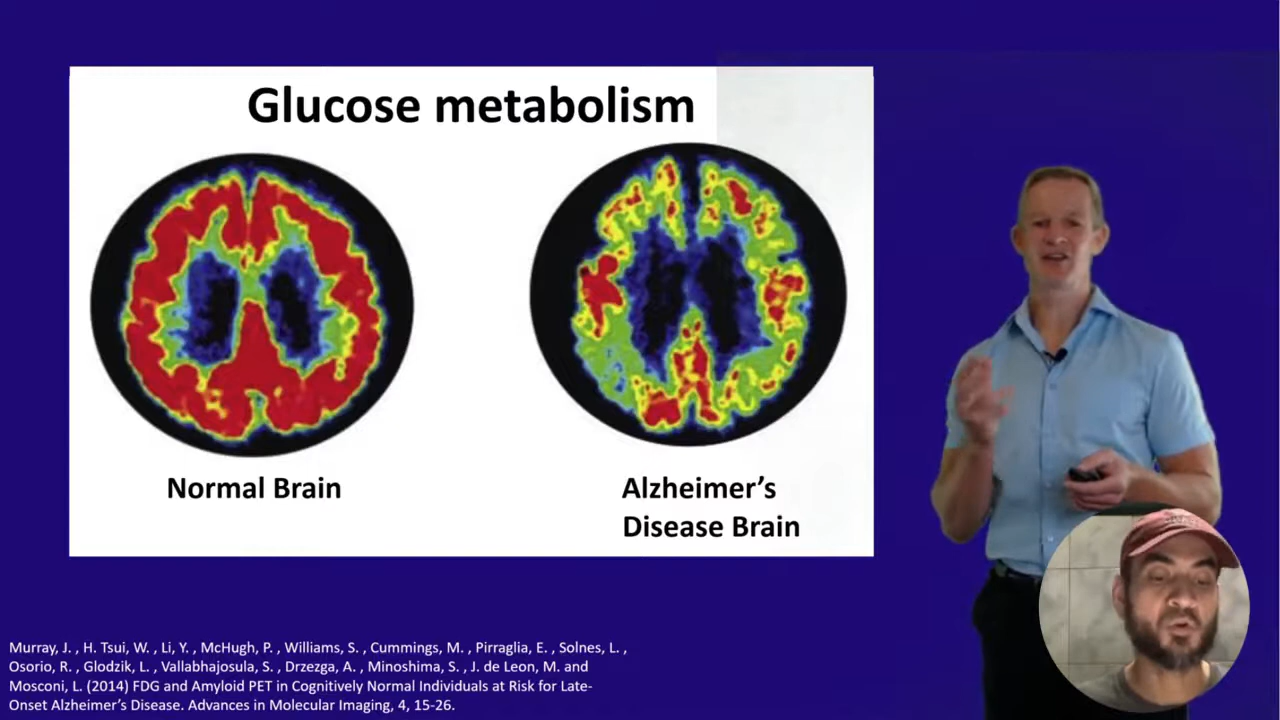 Glucose metabolism
Normal Brain
Alzheimer's
Disease Brain
Murray, J. , H. Tsui, W. , Li, Y. , McHugh, P. , Williams, S. , Cummings, M. , Pirraglia, E. , Solnes, L. ,
Osorio, R. , Glodzik, L. , Vallabhajosula, S. , Drzezga, A. , Minoshima, S. , J. de Leon, M. and
Mosconi, L. (2014) FDG and Amyloid PET in Cognitively Normal Individuals at Risk for Late-
Onset Alzheimer's Disease. Advances in Molecular Imaging, 4, 15-26.